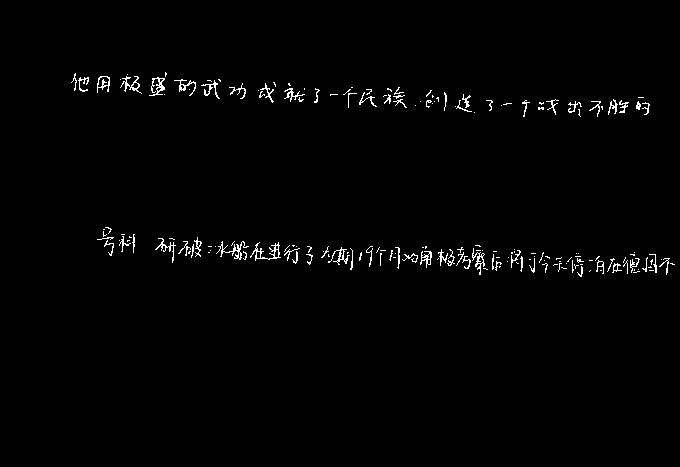 他用极盛的武功成就了一个民族,创造了一个战出不胜的
号科研破冰船在进行了为期19个月的南极考察后将于今天停泊在德国不